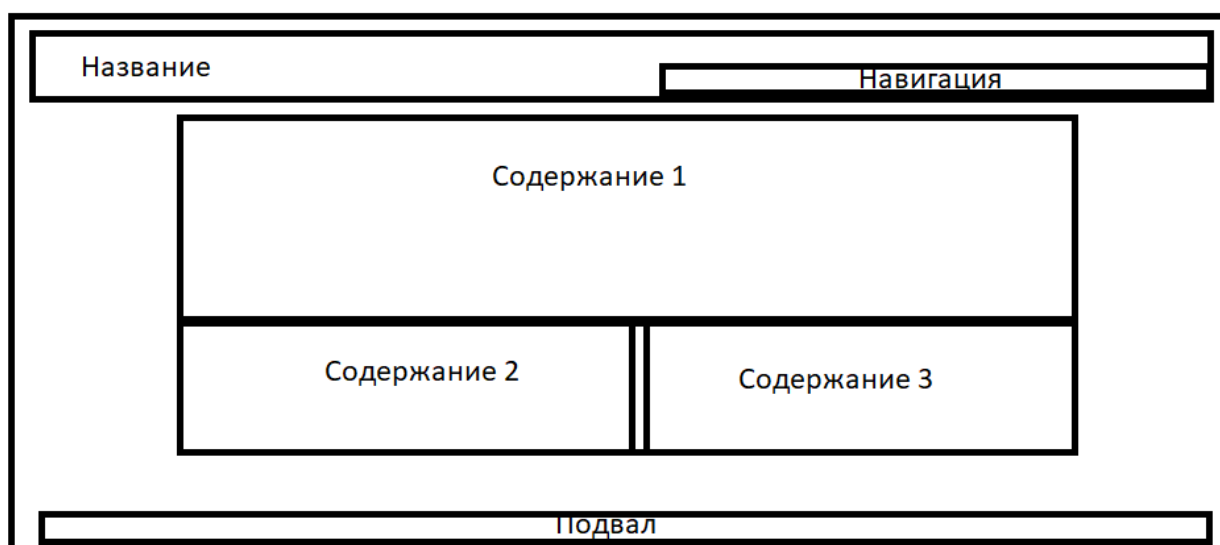 Название
Навигация
Содержание 1
Содержание 2
Содержание 3
Подвал